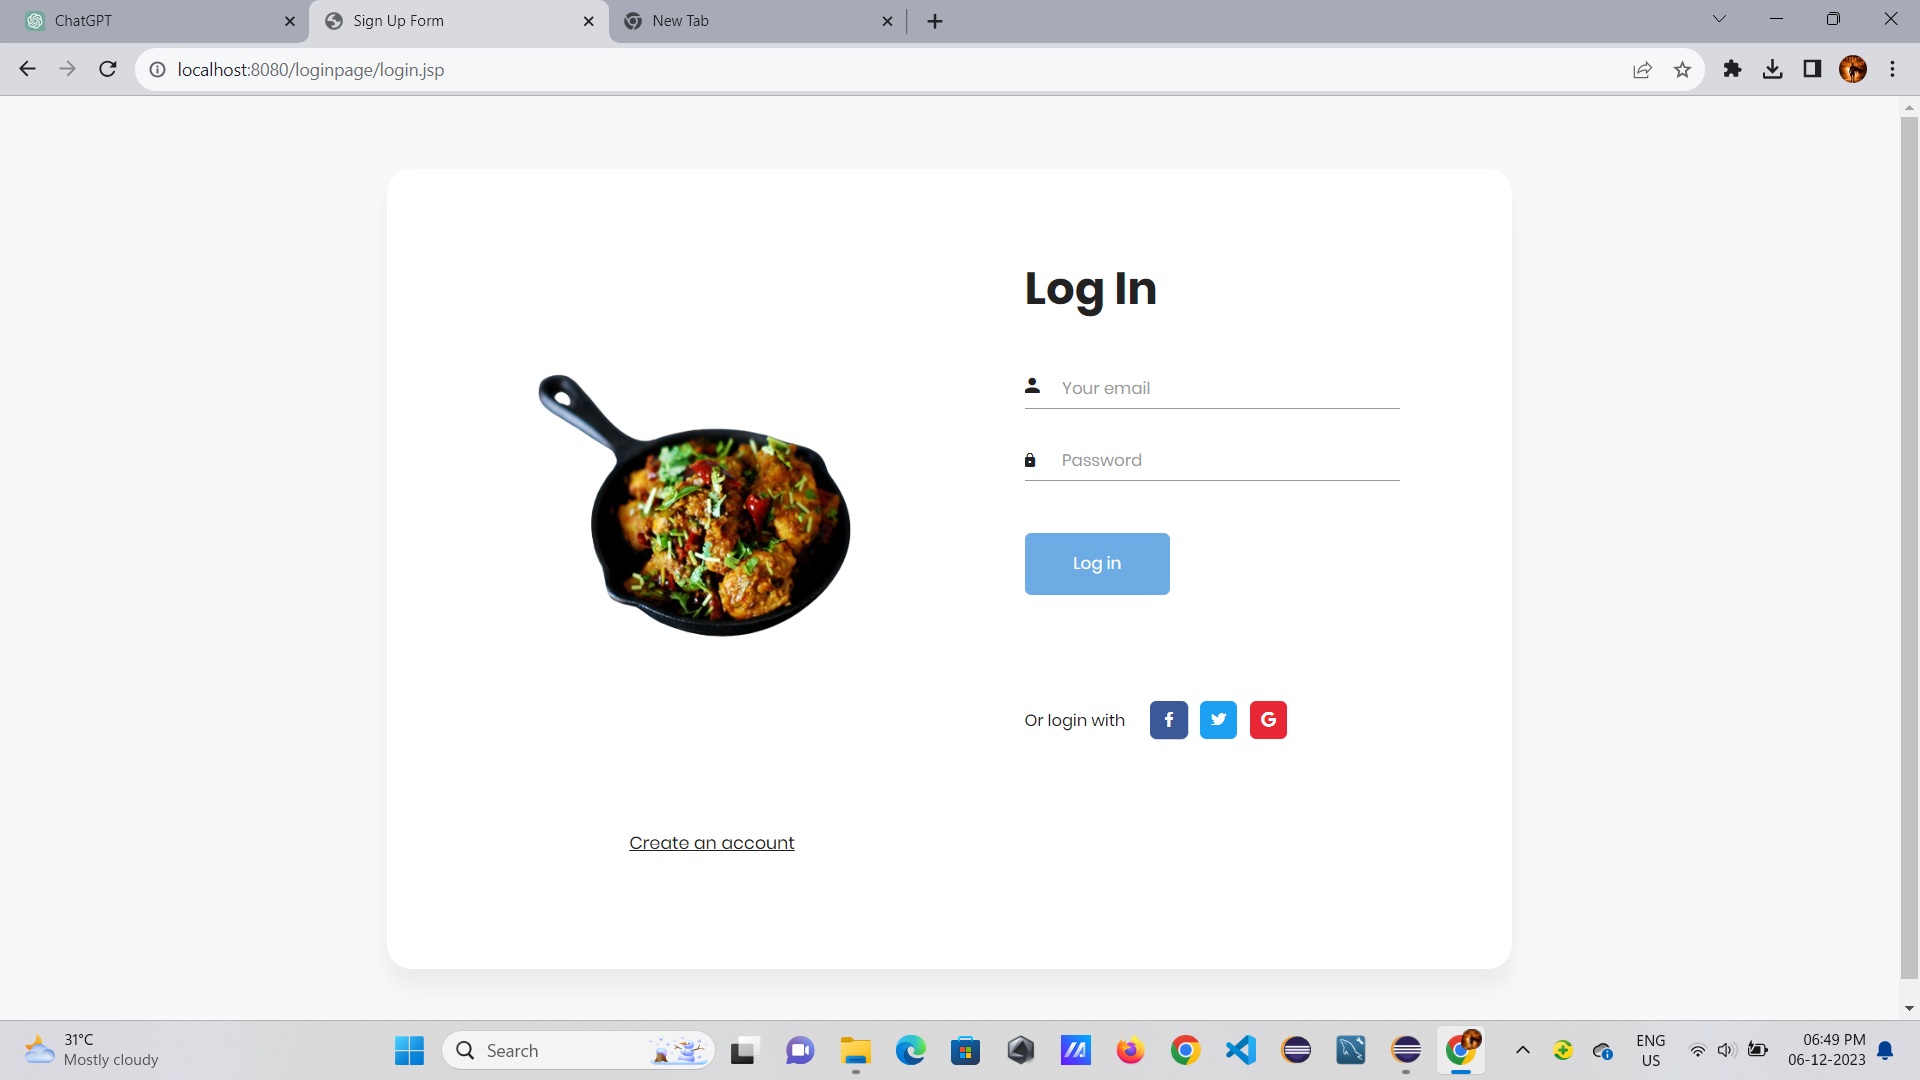 ChatGPT
Sign Up Form
New Tab
localhost:8080/loginpage/login.jsp
Log In
Your email
Password
Log in
Or login with
Create an account
31°C
Mostly cloudy
Search
ENG
US
06:49 PM
06-12-2023